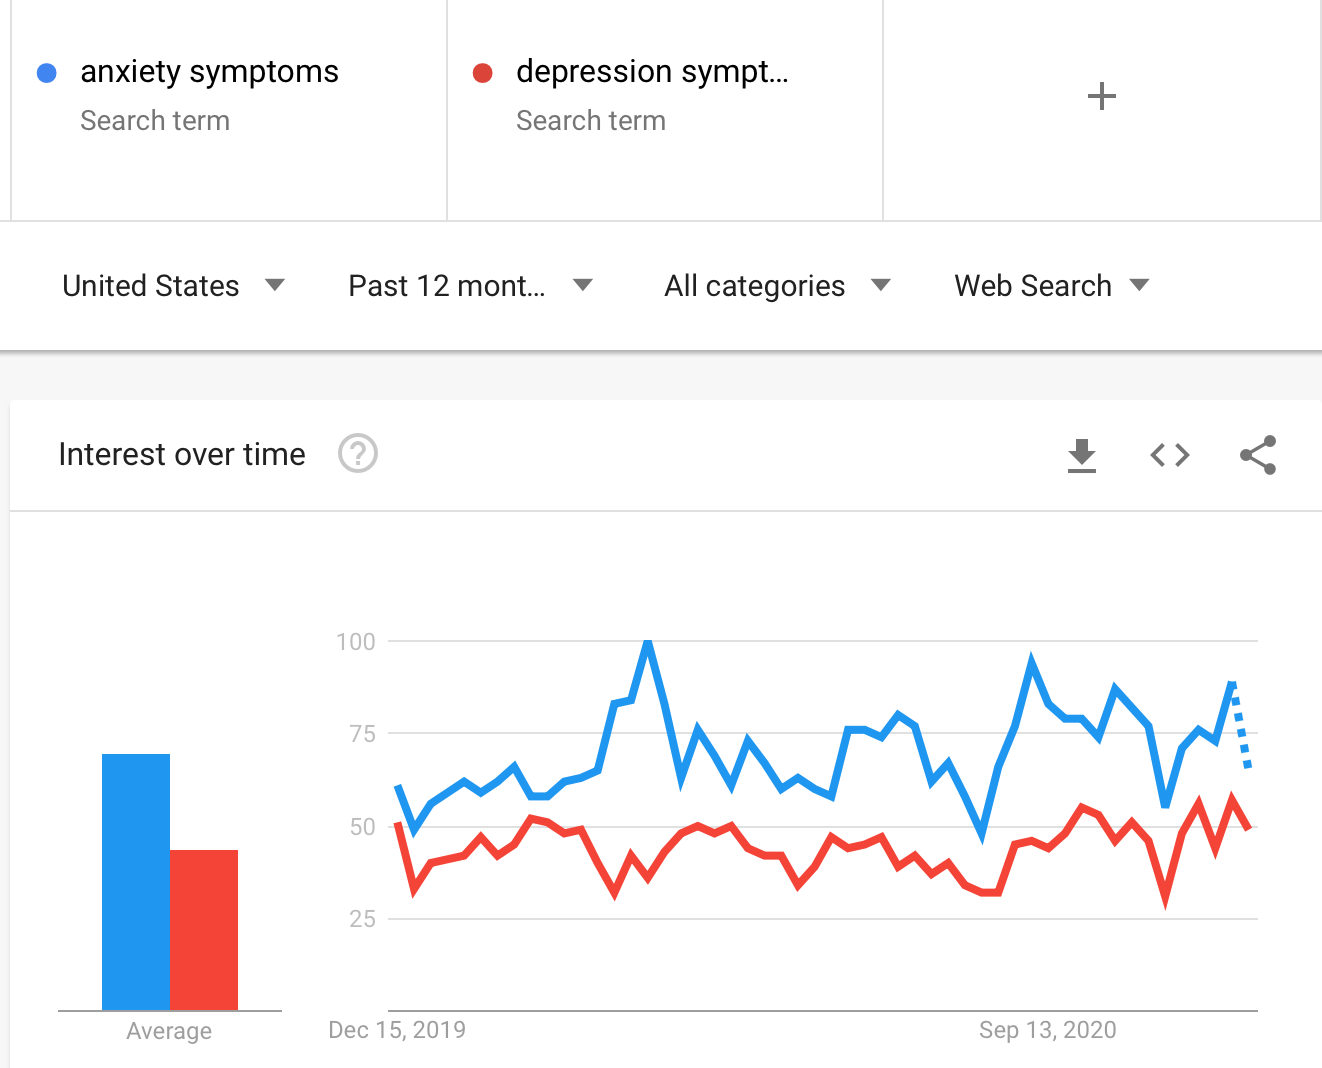 anxiety symptoms
Search term
depression sympt...
Search term
+
United States
Past 12 mont...
All categories
Web Search
Interest over time
?
100
75
50
25
Average
Dec 15, 2019
Sep 13, 2020